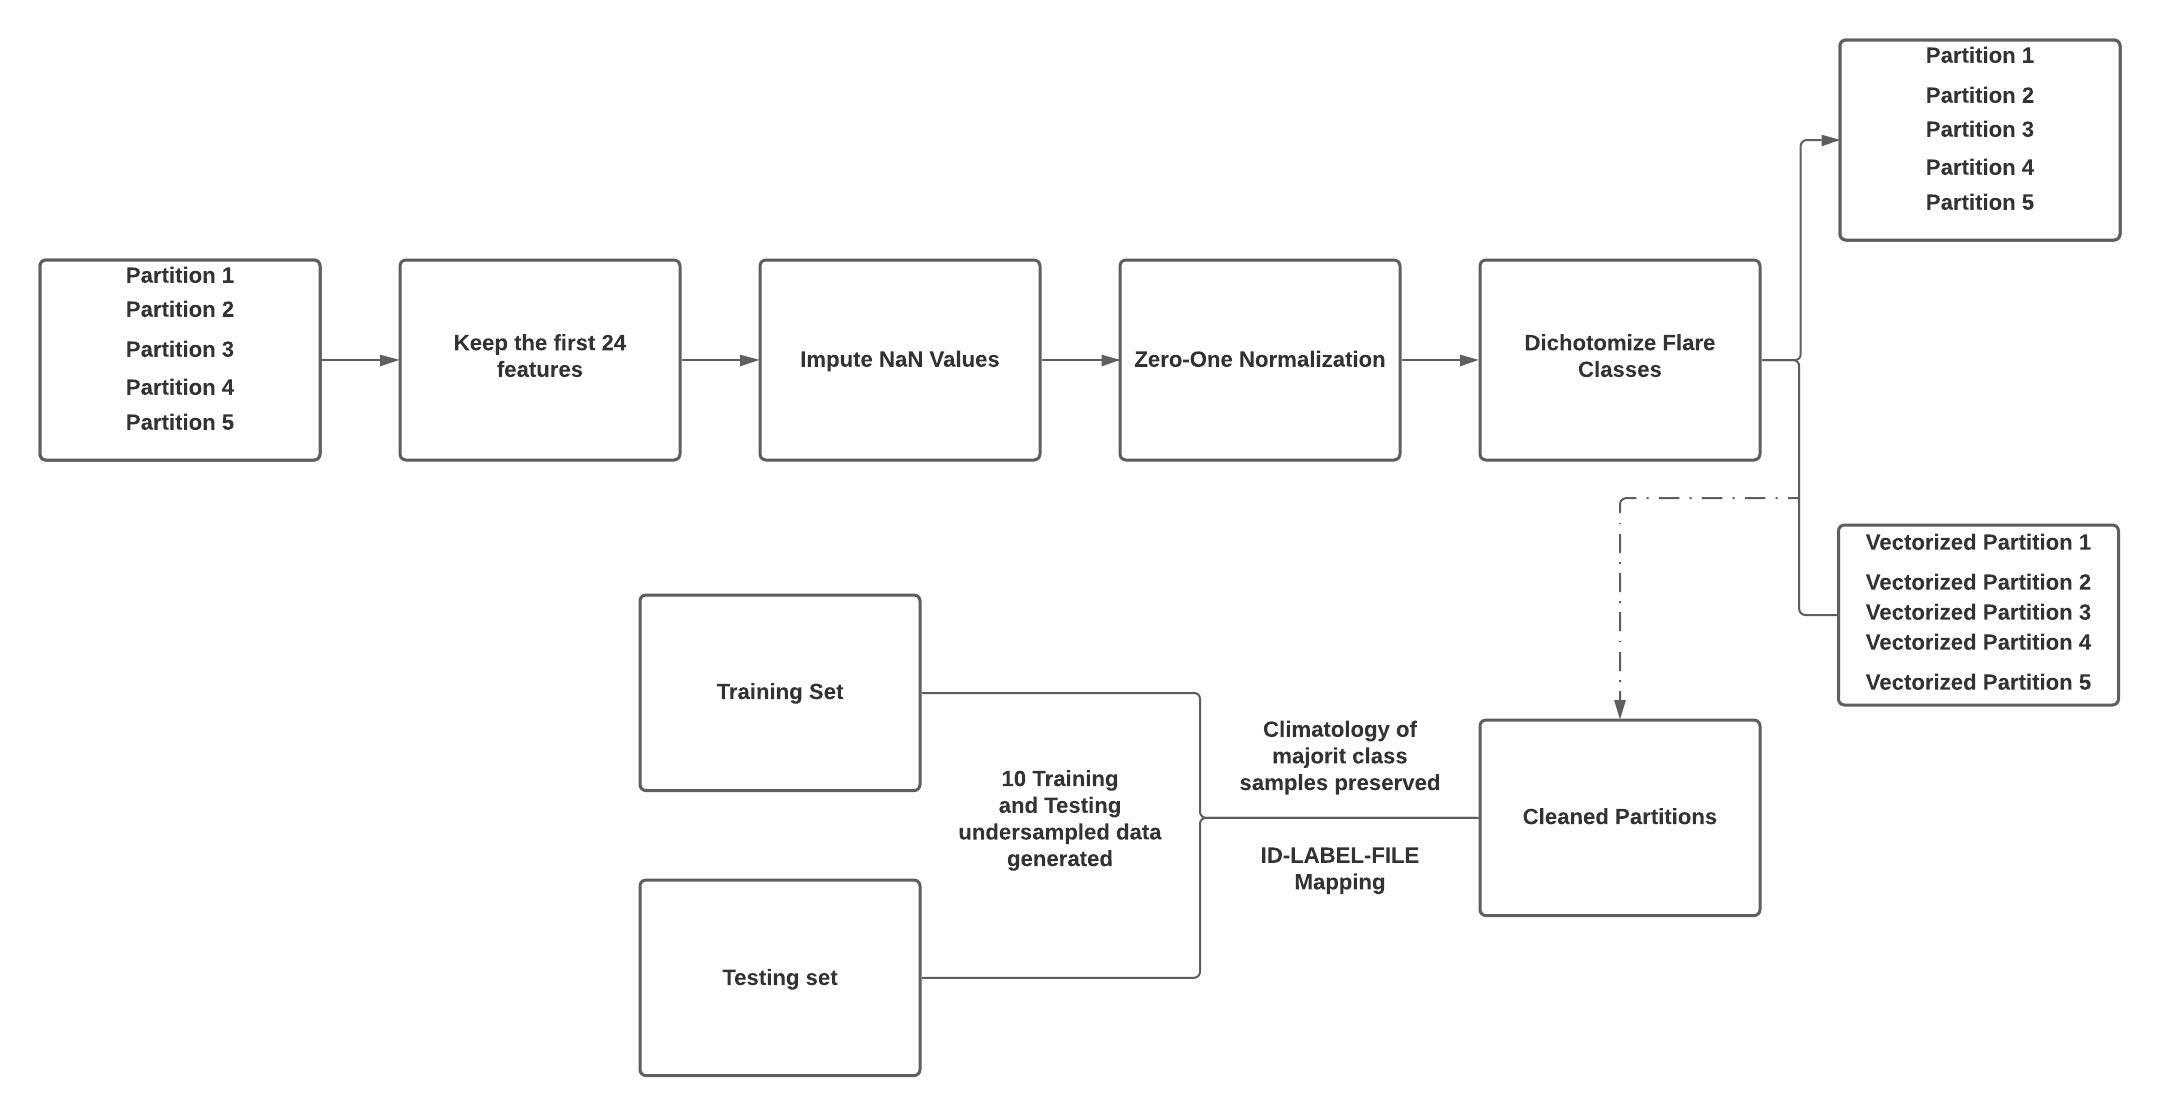 Partition 1
Partition 2
Partition 3
Partition 4
Partition 5
Keep the first 24
features
Impute NaN Values
Zero-One Normalization
Dichotomize Flare
Classes
Partition 1
Partition 2
Partition 3
Partition 4
Partition 5
Vectorized Partition 1
Vectorized Partition 2
Vectorized Partition 3
Vectorized Partition 4
Vectorized Partition 5
Cleaned Partitions
Climatology of
majorit class
samples preserved
ID-LABEL-FILE
Mapping
10 Training
and Testing
undersampled data
generated
Training Set
Testing set